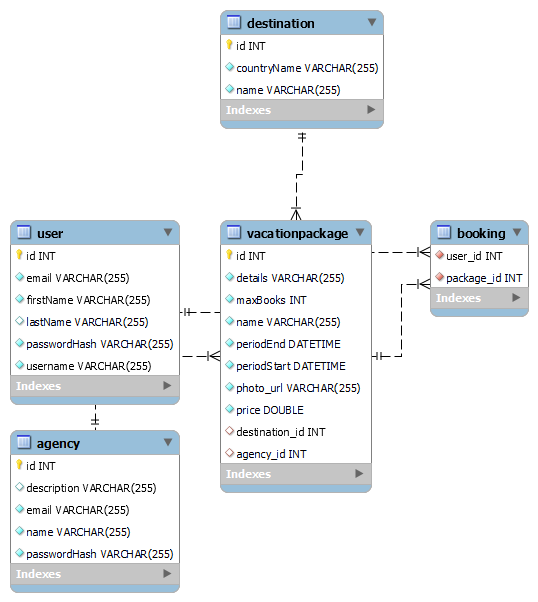 destination
id INT
countryName VARCHAR(255)
name VARCHAR(255)
Indexes
user
id INT
email VARCHAR(255)
firstName VARCHAR(255)
lastName VARCHAR(255)
passwordHash VARCHAR(255)
username VARCHAR(255)
Indexes
vacationpackage
id INT
details VARCHAR(255)
maxBooks INT
name VARCHAR(255)
periodEnd DATETIME
periodStart DATETIME
photo_url VARCHAR(255)
price DOUBLE
destination_id INT
agency_id INT
Indexes
booking
user_id INT
package_id INT
Indexes
agency
id INT
description VARCHAR(255)
email VARCHAR(255)
name VARCHAR(255)
passwordHash VARCHAR(255)
Indexes